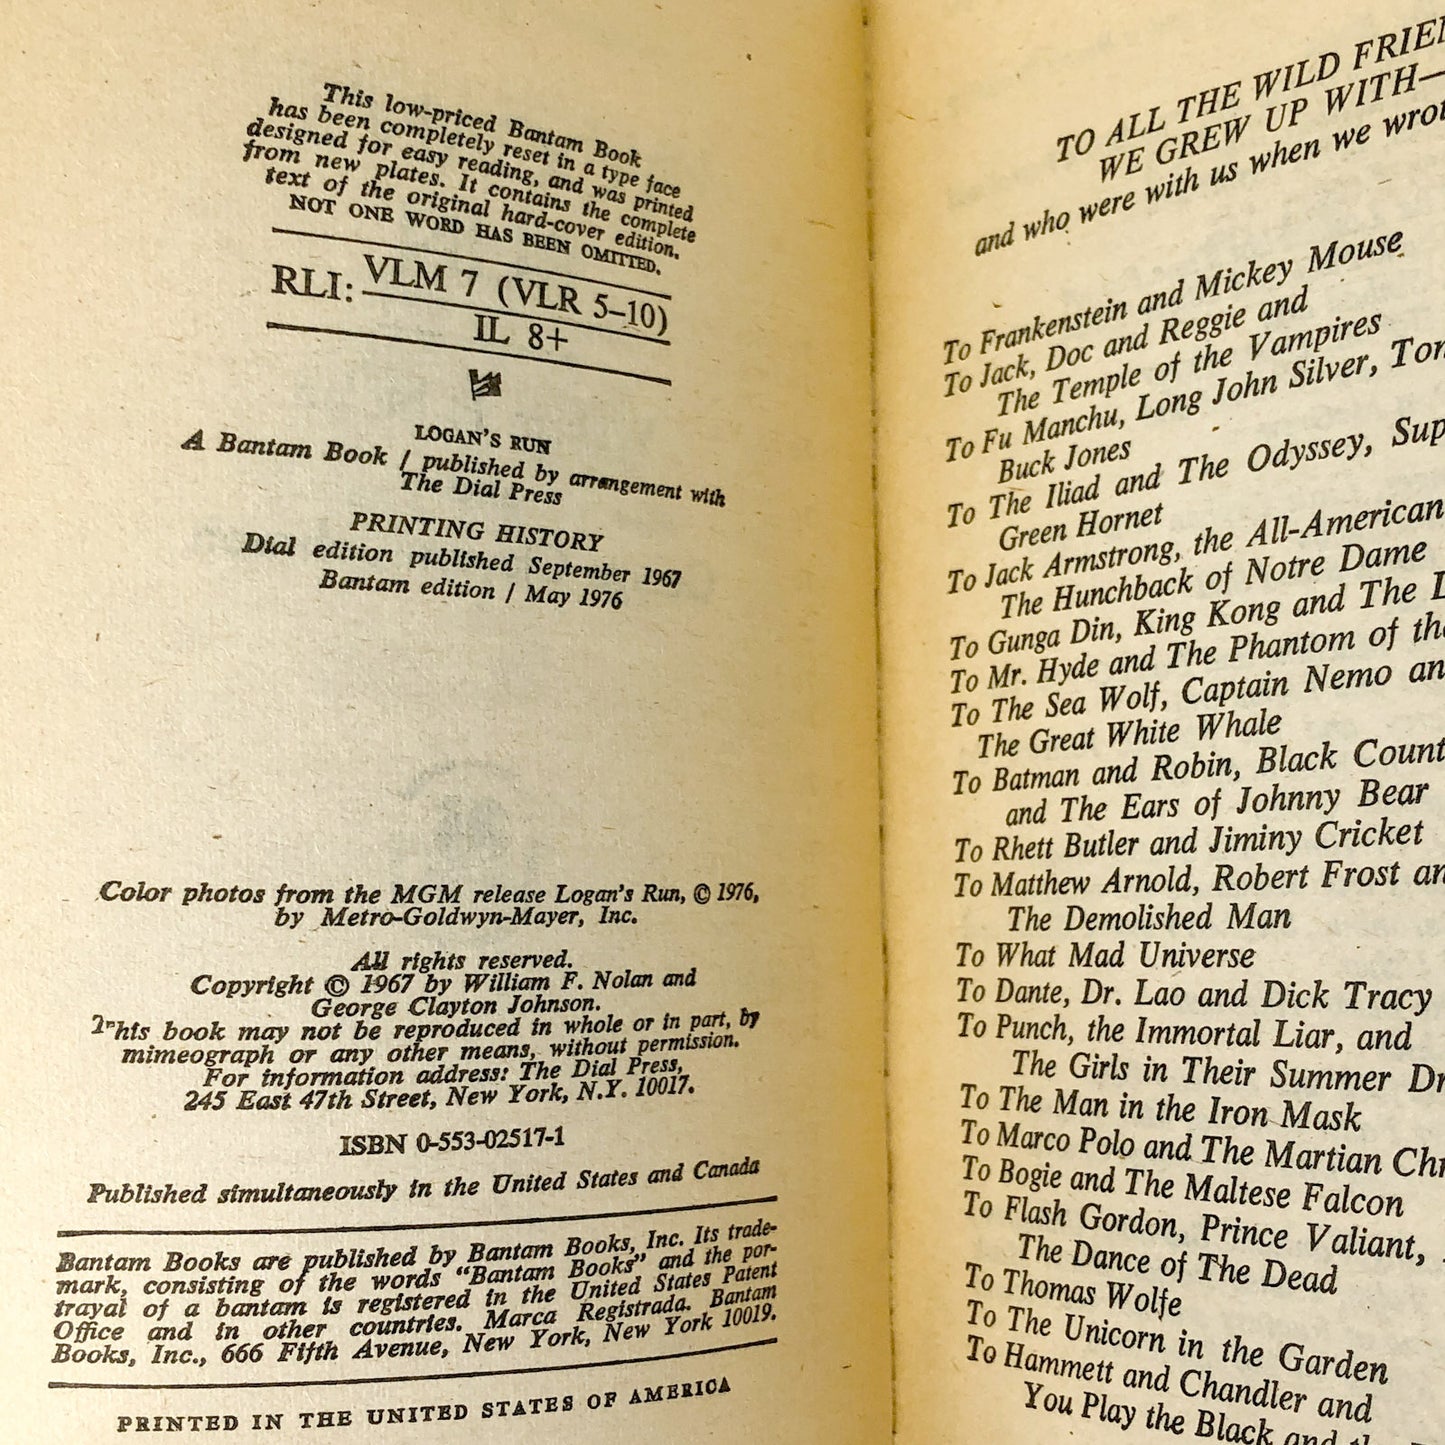 This low-priced Bantam Book
has been completely reset in a type face
designed for easy reading, and was printed
from new plates. It contains the complete
text of the original hard-cover edition.
NOT ONE WORD HAS BEEN OMITTED.
RLI: VLM 7 (VLR 5–10)
IL 8+
LOGAN'S RUN
A Bantam Book / published by arrangement with
The Dial Press
PRINTING HISTORY
Dial edition published September 1967
Bantam edition / May 1976
Color photos from the MGM release Logan's Run, © 1976,
by Metro-Goldwyn-Mayer, Inc.
All rights reserved.
Copyright © 1967 by William F. Nolan and
George Clayton Johnson.
This book may not be reproduced in whole or in part, by
mimeograph or any other means, without permission.
For information address: The Dial Press,
245 East 47th Street, New York, N.Y. 10017.
ISBN 0-553-02517-1
Published simultaneously in the United States and Canada
Bantam Books are published by Bantam Books, Inc. Its trade-
mark, consisting of the words "Bantam Books" and the por-
trayal of a bantam is registered in the United States Patent
Office and in other countries. Marca Registrada. Bantam
Books, Inc., 666 Fifth Avenue, New York, New York 10019.
PRINTED IN THE UNITED STATES OF AMERICA
TO ALL THE WILD FRIEN
WE GREW UP WITH—
and who were with us when we wrot
To Frankenstein and Mickey Mouse
To Jack, Doc and Reggie and
The Temple of the Vampires
To Fu Manchu, Long John Silver, Tom
Buck Jones
To The Iliad and The Odyssey, Sup
Green Hornet
To Jack Armstrong, the All-American
The Hunchback of Notre Dame
To Gunga Din, King Kong and The L
To Mr. Hyde and The Phantom of the
To The Sea Wolf, Captain Nemo an
The Great White Whale
To Batman and Robin, Black Count
and The Ears of Johnny Bear
To Rhett Butler and Jiminy Cricket
To Matthew Arnold, Robert Frost an
The Demolished Man
To What Mad Universe
To Dante, Dr. Lao and Dick Tracy
To Punch, the Immortal Liar, and
The Girls in Their Summer Dr
To The Man in the Iron Mask
To Marco Polo and The Martian Chr
To Bogie and The Maltese Falcon
To Flash Gordon, Prince Valiant,
The Dance of The Dead
To Thomas Wolfe
To The Unicorn in the Garden
To Hammett and Chandler and
You Play the Black and the